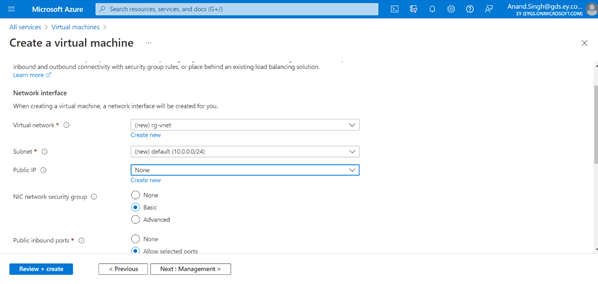 Microsoft Azure
Search resources, services, and docs (G+/)
Anand.Singh@gds.ey.co...
EY (EYGS.ONMICROSOFT.COM)
All services > Virtual machines >
Create a virtual machine ...
inbound and outbound connectivity with security group rules, or place behind an existing load balancing solution.
Learn more
Network interface
When creating a virtual machine, a network interface will be created for you.
Virtual network *
(new) rg-vnet
Create new
Subnet *
(new) default (10.0.0.0/24)
Public IP
None
Create new
NIC network security group
None
Basic
Advanced
Public inbound ports *
None
Allow selected ports
Review + create
< Previous
Next : Management >